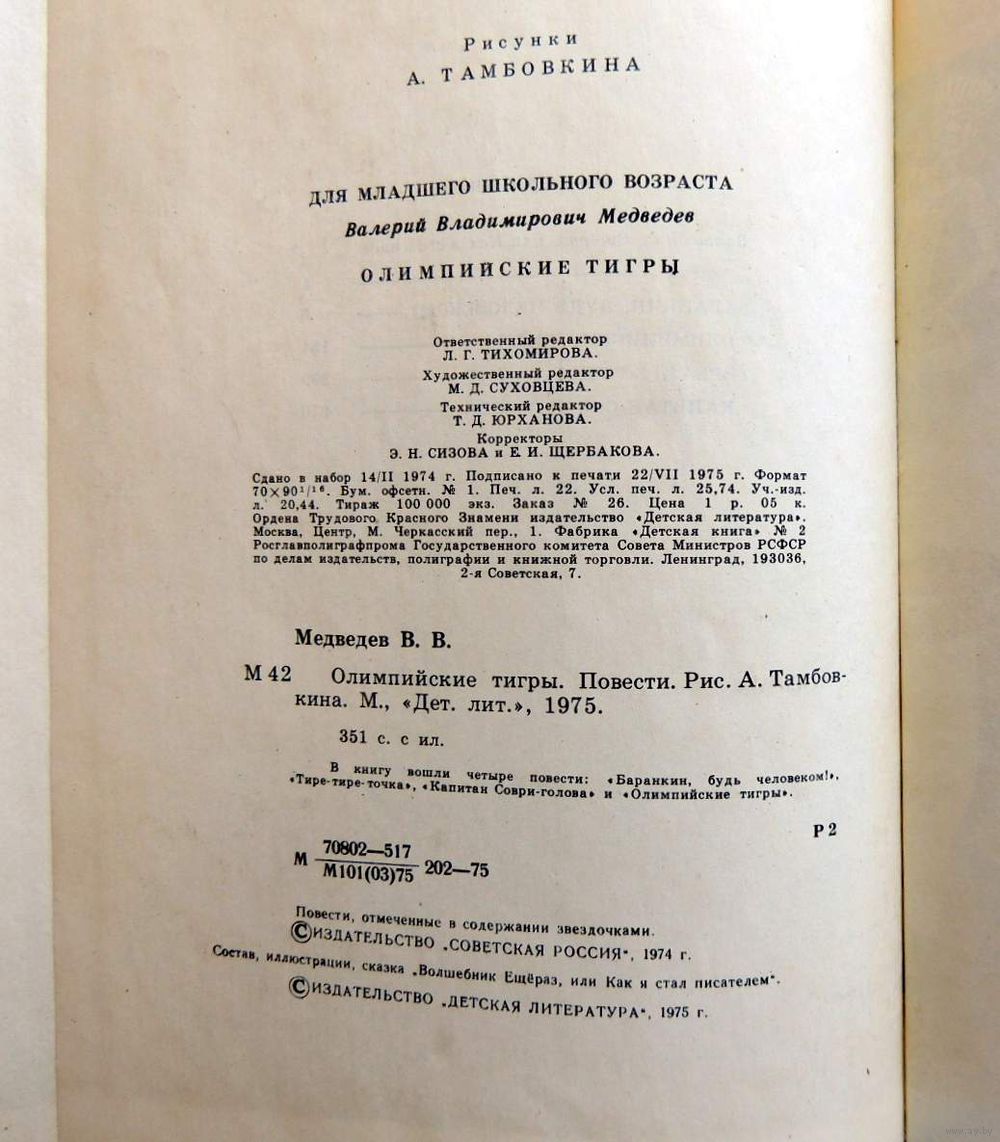 Рисунки
А. ТАМБОВКИНА
ДЛЯ МЛАДШЕГО ШКОЛЬНОГО ВОЗРАСТА
Валерий Владимирович Медведев
ОЛИМПИЙСКИЕ ТИГРЫ
Ответственный редактор
Л. Г. ТИХОМИРОВА.
Художественный редактор
М. Д. СУХОВЦЕВА.
Технический редактор
Т. Д. ЮРХАНОВА.
Корректоры
Э. Н. СИЗОВА и Е. И. ЩЕРБАКОВА.
Сдано в набор 14/II 1974 г. Подписано к печати 22/VII 1975 г. Формат
70×90¹/₁₆. Бум. офсетн. № 1. Печ. л. 22. Усл. печ. л. 25,74. Уч.-изд.
л. 20,44. Тираж 100 000 экз. Заказ № 26. Цена 1 р. 05 к.
Ордена Трудового Красного Знамени издательство «Детская литература».
Москва, Центр, М. Черкасский пер., 1. Фабрика «Детская книга» № 2
Росглавполиграфпрома Государственного комитета Совета Министров РСФСР
по делам издательств, полиграфии и книжной торговли. Ленинград, 193036,
2-я Советская, 7.
Медведев В. В.
М 42 Олимпийские тигры. Повести. Рис. А. Тамбов-
кина. М., «Дет. лит.», 1975.
351 с. с ил.
В книгу вошли четыре повести: «Баранкин, будь человеком!»,
«Тире-тире-точка», «Капитан Соври-голова» и «Олимпийские тигры».
Р 2
М 70802—517
М101(03)75 202—75
Повести, отмеченные в содержании звездочками.
©ИЗДАТЕЛЬСТВО „СОВЕТСКАЯ РОССИЯ“, 1974 г.
Состав, иллюстрации, сказка „Волшебник Ещёраз, или Как я стал писателем“.
©ИЗДАТЕЛЬСТВО „ДЕТСКАЯ ЛИТЕРАТУРА“, 1975 г.
www.ay.by